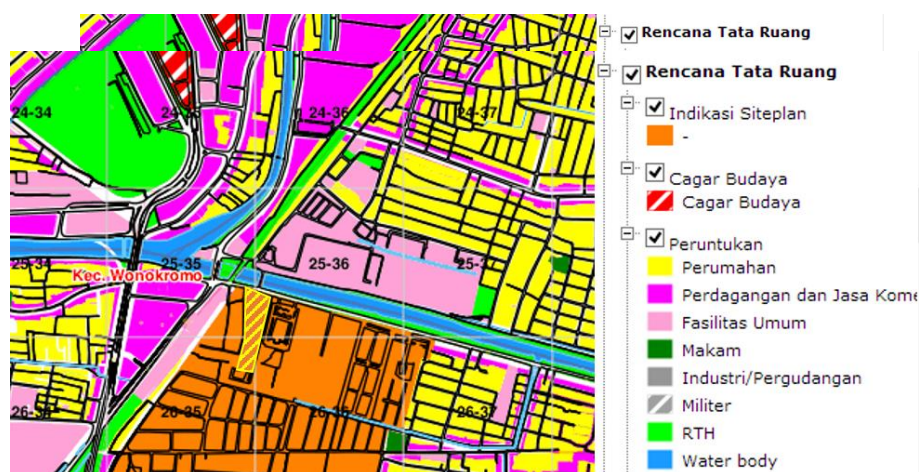 Rencana Tata Ruang
Rencana Tata Ruang
Indikasi Siteplan
-
Cagar Budaya
Cagar Budaya
Peruntukan
Perumahan
Perdagangan dan Jasa Kome
Fasilitas Umum
Makam
Industri/Pergudangan
Militer
RTH
Water body
24-34
24-36
24-37
25-34
25-35
25-36
Kec. Wonokromo
26-35
26-37